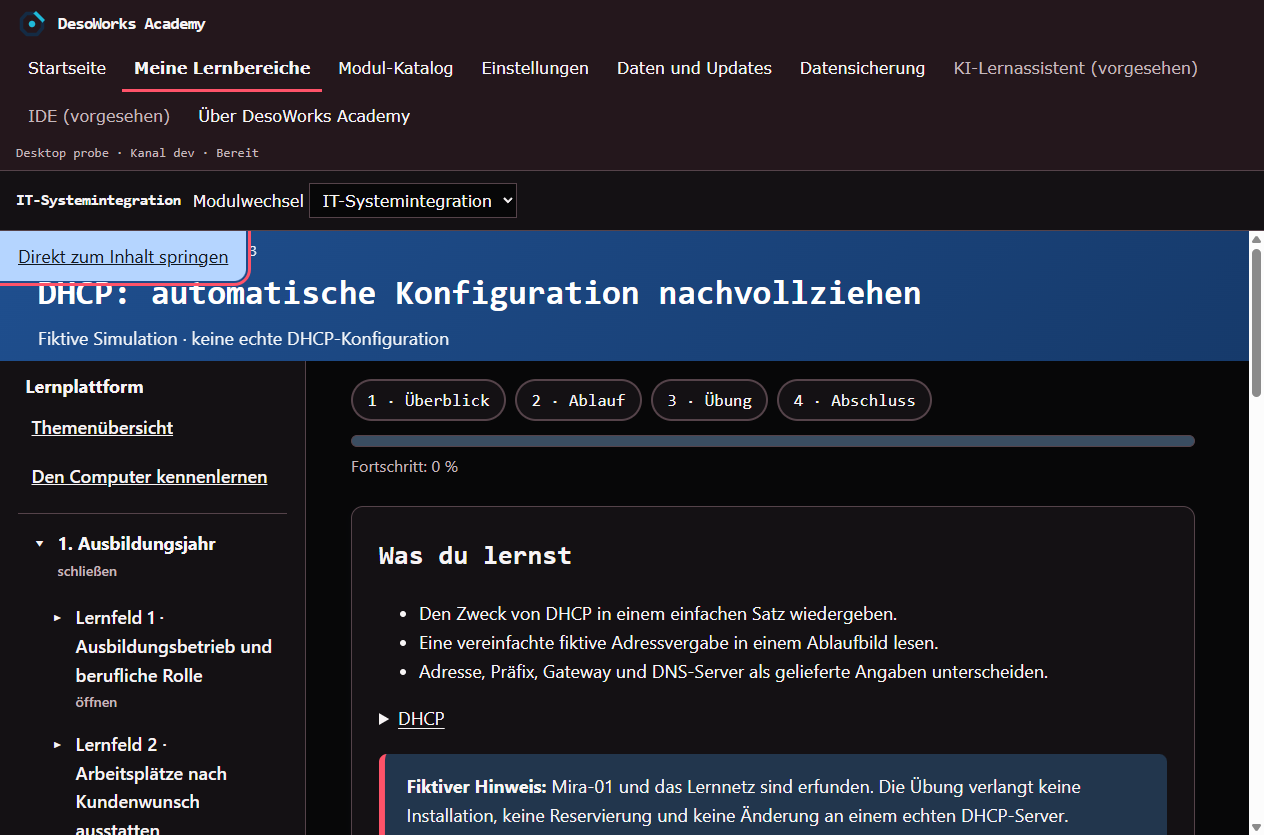 DesoWorks Academy
Startseite Meine Lernbereiche Modul-Katalog Einstellungen Daten und Updates Datensicherung KI-Lernassistent (vorgesehen)
IDE (vorgesehen) Über DesoWorks Academy
Desktop probe · Kanal dev · Bereit
IT-Systemintegration Modulwechsel IT-Systemintegration
Direkt zum Inhalt springen
3
DHCP: automatische Konfiguration nachvollziehen
Fiktive Simulation · keine echte DHCP-Konfiguration
Lernplattform
Themenübersicht
Den Computer kennenlernen
1. Ausbildungsjahr
schließen
Lernfeld 1 ·
Ausbildungsbetrieb und
berufliche Rolle
öffnen
Lernfeld 2 ·
Arbeitsplätze nach
Kundenwunsch
ausstatten
1 · Überblick 2 · Ablauf 3 · Übung 4 · Abschluss
Fortschritt: 0 %
Was du lernst
• Den Zweck von DHCP in einem einfachen Satz wiedergeben.
• Eine vereinfachte fiktive Adressvergabe in einem Ablaufbild lesen.
• Adresse, Präfix, Gateway und DNS-Server als gelieferte Angaben unterscheiden.
DHCP
Fiktiver Hinweis: Mira-01 und das Lernnetz sind erfunden. Die Übung verlangt keine
Installation, keine Reservierung und keine Änderung an einem echten DHCP-Server.